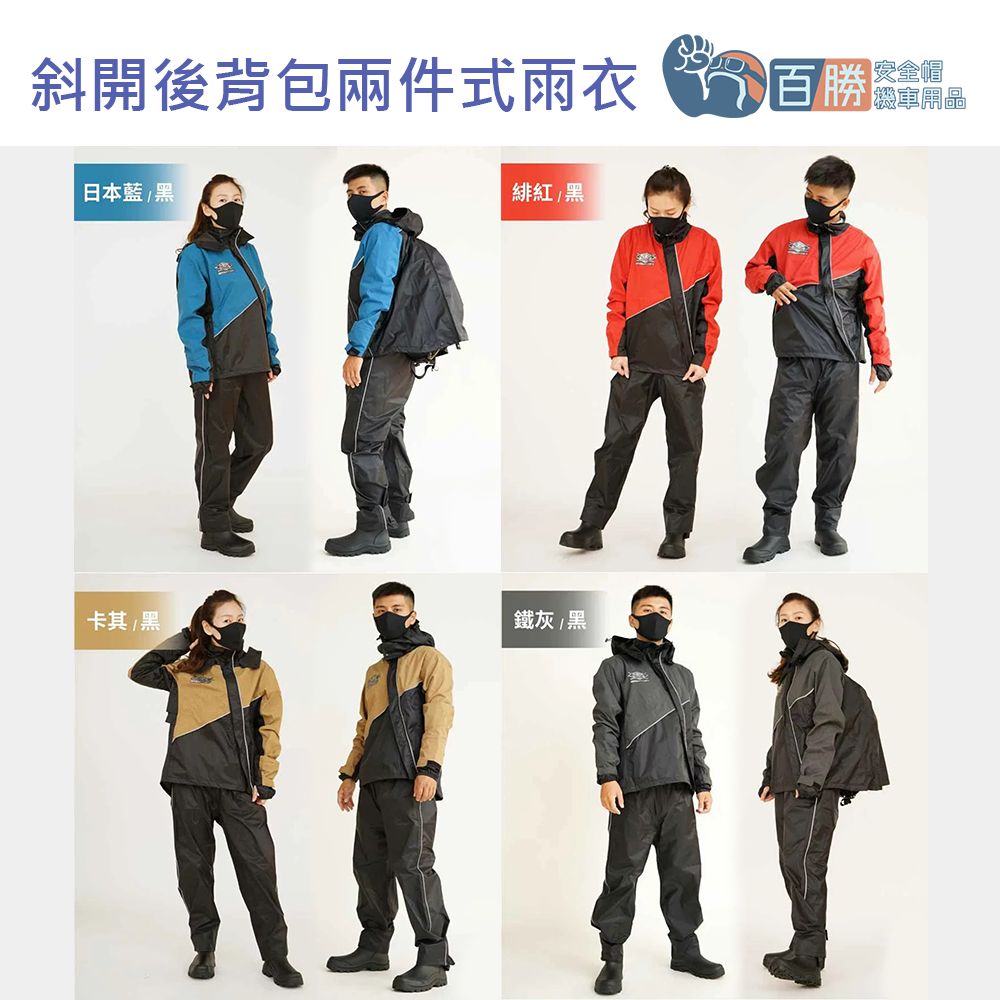 斜開後背包兩件式雨衣
百勝
安全帽
機車用品
日本藍/黑
緋紅/黑
卡其/黑
鐵灰/黑